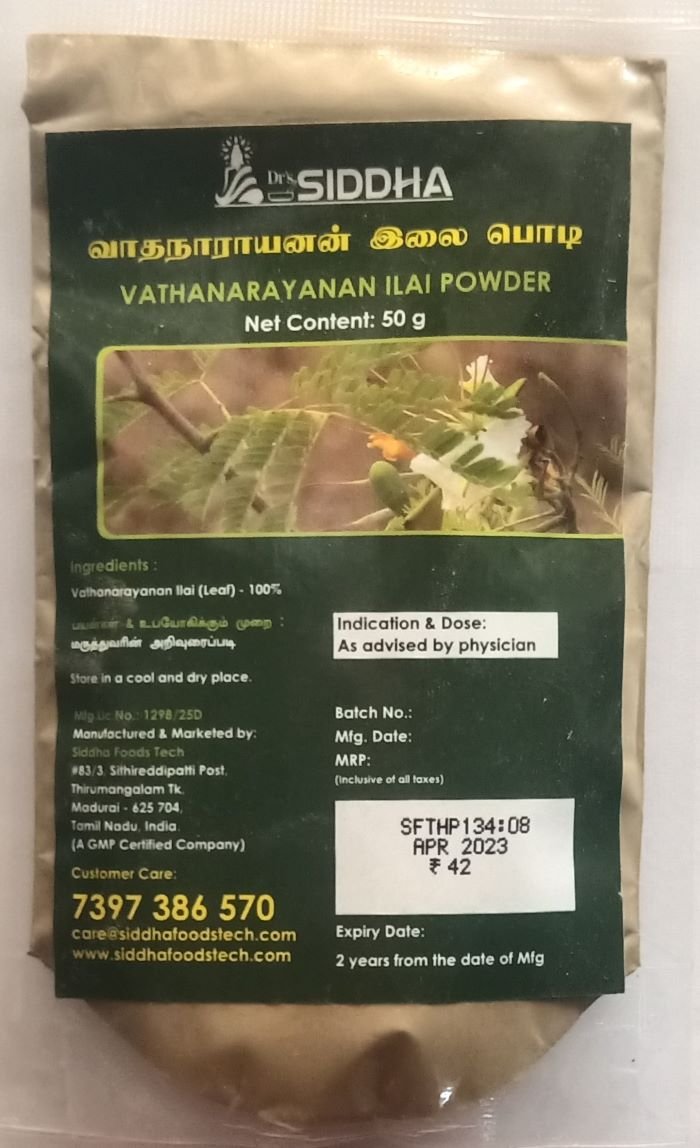 Dr's SIDDHA
வாதநாராயணன் இலை பொடி
VATHANARAYANAN ILAI POWDER
Net Content: 50 g
Ingredients :
Vathanarayanan Ilai (Leaf) - 100%
பயன்கள் & உபயோகிக்கும் முறை :
மருத்துவரின் அறிவுரைப்படி
Store in a cool and dry place.
Mfg.Lic.No.: 1298/25D
Manufactured & Marketed by:
Siddha Foods Tech
#83/3, Sithireddipatti Post,
Thirumangalam Tk,
Madurai - 625 704,
Tamil Nadu, India.
(A GMP Certified Company)
Customer Care:
7397 386 570
care@siddhafoodstech.com
www.siddhafoodstech.com
Indication & Dose:
As advised by physician
Batch No.:
Mfg. Date:
MRP:
(Inclusive of all taxes)
SFTHP134:08
APR 2023
₹ 42
Expiry Date:
2 years from the date of Mfg